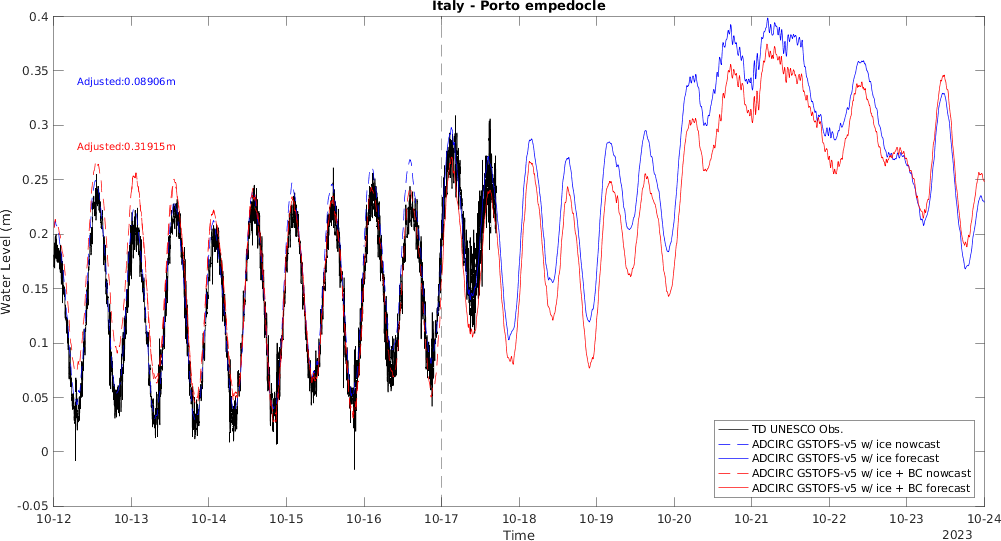 Italy - Porto empedocle
0.4
0.35
0.3
0.25
0.2
0.15
0.1
0.05
0
-0.05
Water Level (m)
Adjusted:0.08906m
Adjusted:0.31915m
TD UNESCO Obs.
ADCIRC GSTOFS-v5 w/ ice nowcast
ADCIRC GSTOFS-v5 w/ ice forecast
ADCIRC GSTOFS-v5 w/ ice + BC nowcast
ADCIRC GSTOFS-v5 w/ ice + BC forecast
10-12 10-13 10-14 10-15 10-16 10-17 10-18 10-19 10-20 10-21 10-22 10-23 10-24
Time
2023